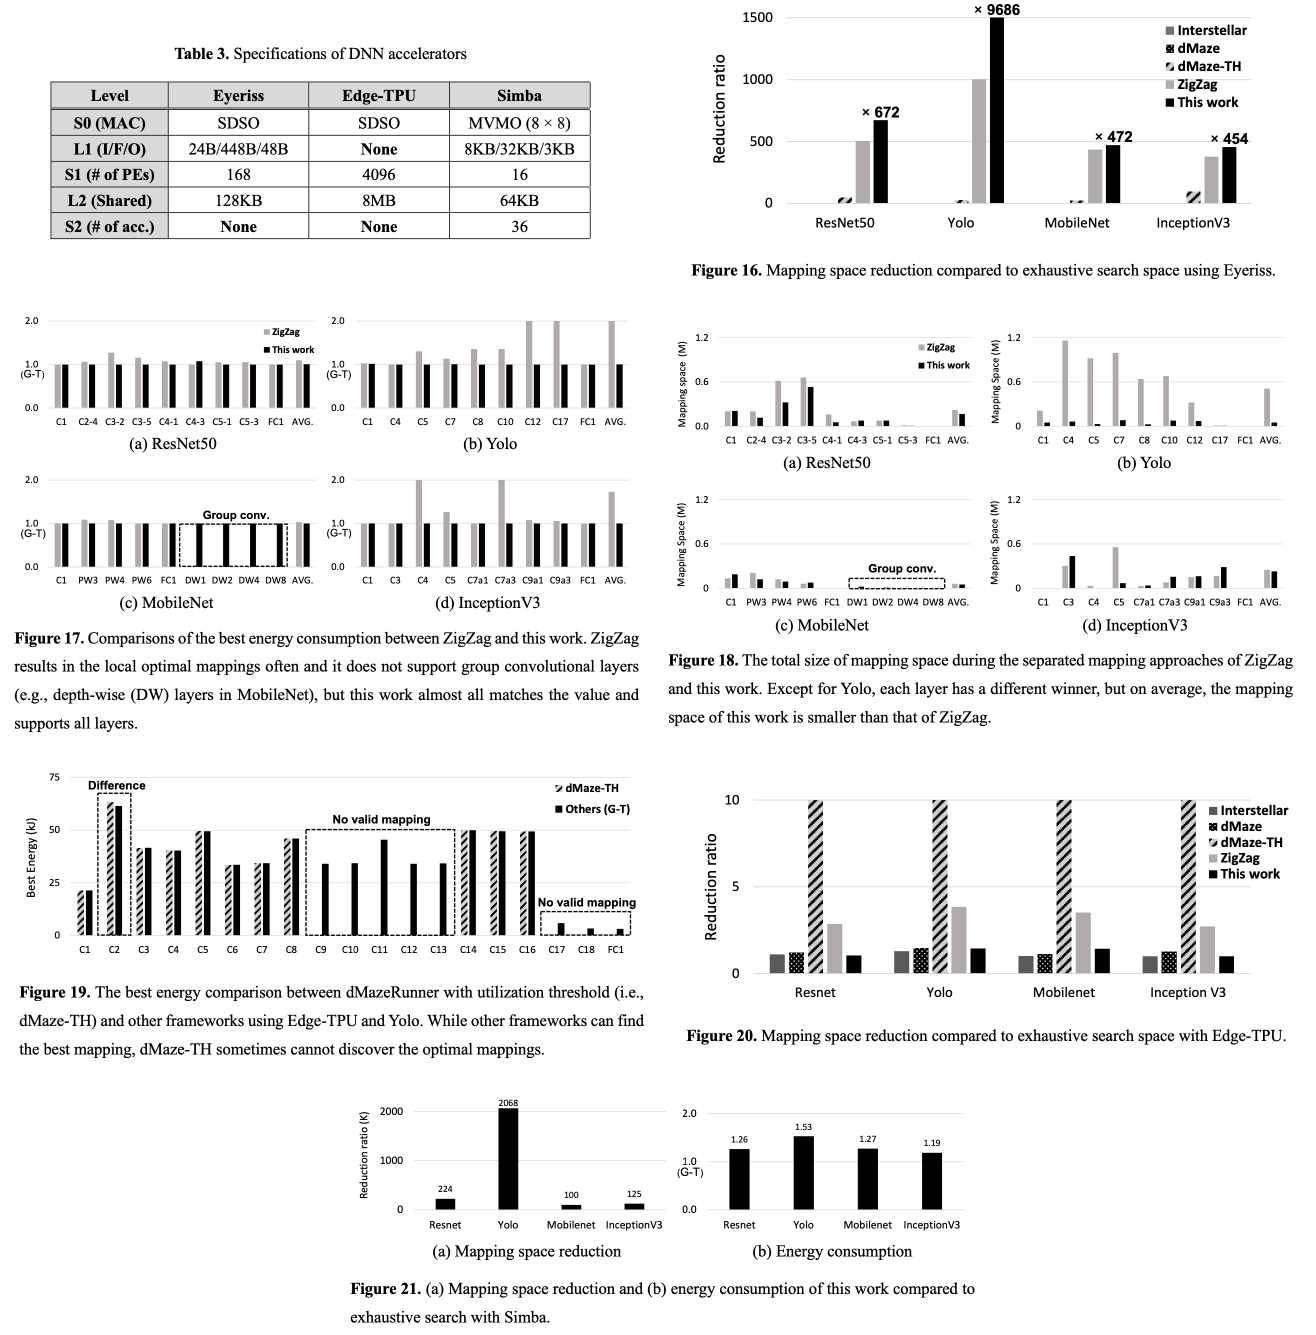 Table 3. Specifications of DNN accelerators
Level Eyeriss Edge-TPU Simba
S0 (MAC) SDSO SDSO MVMO (8 × 8)
L1 (I/F/O) 24B/448B/48B None 8KB/32KB/3KB
S1 (# of PEs) 168 4096 16
L2 (Shared) 128KB 8MB 64KB
S2 (# of acc.) None None 36
Reduction ratio
1500
1000
500
0
× 672
× 9686
× 472
× 454
Interstellar
dMaze
dMaze-TH
ZigZag
This work
ResNet50 Yolo MobileNet InceptionV3
Figure 16. Mapping space reduction compared to exhaustive search space using Eyeriss.
2.0
1.0
(G-T)
0.0
ZigZag
This work
C1 C2-4 C3-2 C3-5 C4-1 C4-3 C5-1 C5-3 FC1 AVG.
(a) ResNet50
2.0
1.0
(G-T)
0.0
C1 C4 C5 C7 C8 C10 C12 C17 FC1 AVG.
(b) Yolo
2.0
1.0
(G-T)
0.0
Group conv.
C1 PW3 PW4 PW6 FC1 DW1 DW2 DW4 DW8 AVG.
(c) MobileNet
2.0
1.0
(G-T)
0.0
C1 C3 C4 C5 C7a1 C7a3 C9a1 C9a3 FC1 AVG.
(d) InceptionV3
Figure 17. Comparisons of the best energy consumption between ZigZag and this work. ZigZag
results in the local optimal mappings often and it does not support group convolutional layers
(e.g., depth-wise (DW) layers in MobileNet), but this work almost all matches the value and
supports all layers.
Mapping space (M)
1.2
0.6
0.0
ZigZag
This work
C1 C2-4 C3-2 C3-5 C4-1 C4-3 C5-1 C5-3 FC1 AVG.
(a) ResNet50
Mapping Space (M)
1.2
0.6
0
C1 C4 C5 C7 C8 C10 C12 C17 FC1 AVG.
(b) Yolo
Mapping Space (M)
1.2
0.6
0
Group conv.
C1 PW3 PW4 PW6 FC1 DW1 DW2 DW4 DW8 AVG.
(c) MobileNet
Mapping Space (M)
1.2
0.6
0
C1 C3 C4 C5 C7a1 C7a3 C9a1 C9a3 FC1 AVG.
(d) InceptionV3
Figure 18. The total size of mapping space during the separated mapping approaches of ZigZag
and this work. Except for Yolo, each layer has a different winner, but on average, the mapping
space of this work is smaller than that of ZigZag.
Best Energy (kJ)
75
50
25
0
Difference
No valid mapping
No valid mapping
dMaze-TH
Others (G-T)
C1 C2 C3 C4 C5 C6 C7 C8 C9 C10 C11 C12 C13 C14 C15 C16 C17 C18 FC1
Figure 19. The best energy comparison between dMazeRunner with utilization threshold (i.e.,
dMaze-TH) and other frameworks using Edge-TPU and Yolo. While other frameworks can find
the best mapping, dMaze-TH sometimes cannot discover the optimal mappings.
Reduction ratio
10
5
0
Interstellar
dMaze
dMaze-TH
ZigZag
This work
Resnet Yolo Mobilenet Inception V3
Figure 20. Mapping space reduction compared to exhaustive search space with Edge-TPU.
Reduction ratio (K)
2000
1000
0
224
2068
100
125
Resnet Yolo Mobilenet InceptionV3
(a) Mapping space reduction
2.0
1.0
(G-T)
0.0
1.26
1.53
1.27
1.19
Resnet Yolo Mobilenet InceptionV3
(b) Energy consumption
Figure 21. (a) Mapping space reduction and (b) energy consumption of this work compared to
exhaustive search with Simba.